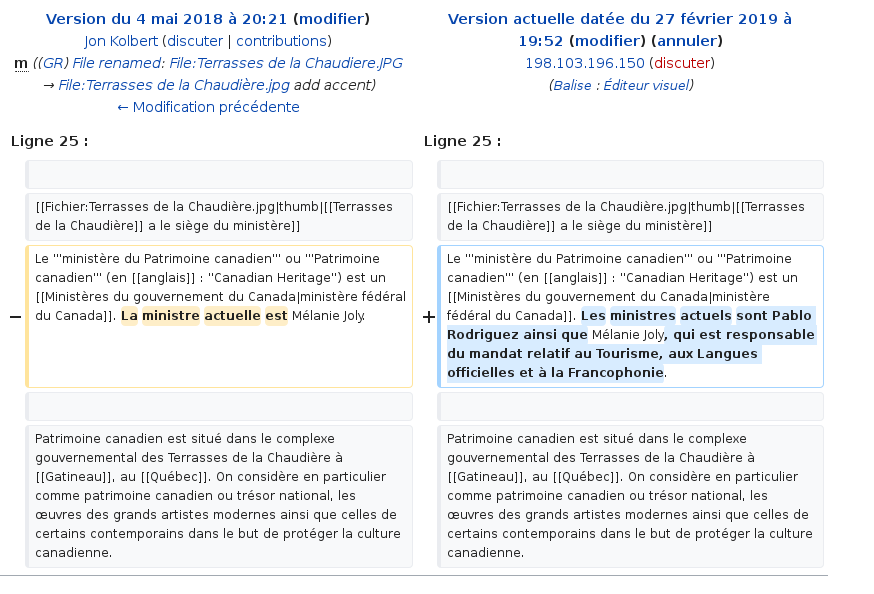 Version du 4 mai 2018 à 20:21 (modifier)
Jon Kolbert (discuter | contributions)
m ((GR) File renamed: File:Terrasses de la Chaudiere.JPG
→ File:Terrasses de la Chaudière.jpg add accent)
← Modification précédente
Version actuelle datée du 27 février 2019 à
19:52 (modifier) (annuler)
198.103.196.150 (discuter)
(Balise : Éditeur visuel)
Ligne 25 :
Ligne 25 :
[[Fichier:Terrasses de la Chaudière.jpg|thumb|[[Terrasses
de la Chaudière]] a le siège du ministère]]
[[Fichier:Terrasses de la Chaudière.jpg|thumb|[[Terrasses
de la Chaudière]] a le siège du ministère]]
− Le '''ministère du Patrimoine canadien''' ou '''Patrimoine
canadien''' (en [[anglais]] : ''Canadian Heritage'') est un
[[Ministères du gouvernement du Canada|ministère fédéral
du Canada]]. La ministre actuelle est Mélanie Joly.
+ Le '''ministère du Patrimoine canadien''' ou '''Patrimoine
canadien''' (en [[anglais]] : ''Canadian Heritage'') est un
[[Ministères du gouvernement du Canada|ministère
fédéral du Canada]]. Les ministres actuels sont Pablo
Rodriguez ainsi que Mélanie Joly, qui est responsable
du mandat relatif au Tourisme, aux Langues
officielles et à la Francophonie.
Patrimoine canadien est situé dans le complexe
gouvernemental des Terrasses de la Chaudière à
[[Gatineau]], au [[Québec]]. On considère en particulier
comme patrimoine canadien ou trésor national, les
œuvres des grands artistes modernes ainsi que celles de
certains contemporains dans le but de protéger la culture
canadienne.
Patrimoine canadien est situé dans le complexe
gouvernemental des Terrasses de la Chaudière à
[[Gatineau]], au [[Québec]]. On considère en particulier
comme patrimoine canadien ou trésor national, les
œuvres des grands artistes modernes ainsi que celles de
certains contemporains dans le but de protéger la culture
canadienne.